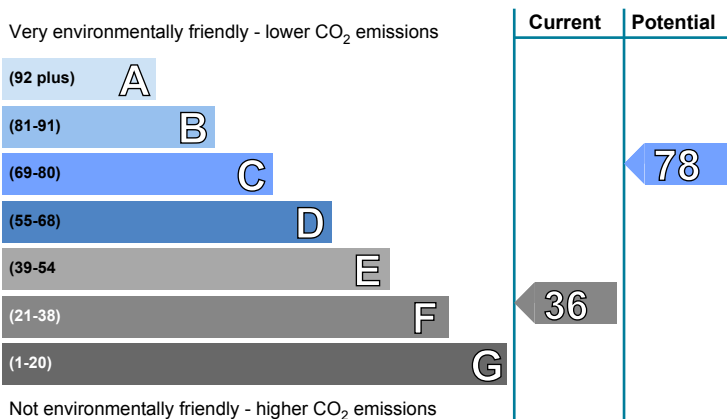 Very environmentally friendly - lower CO₂ emissions
Current
Potential
(92 plus) A
(81-91) B
(69-80) C
78
(55-68) D
(39-54 E
(21-38) F
36
(1-20) G
Not environmentally friendly - higher CO₂ emissions